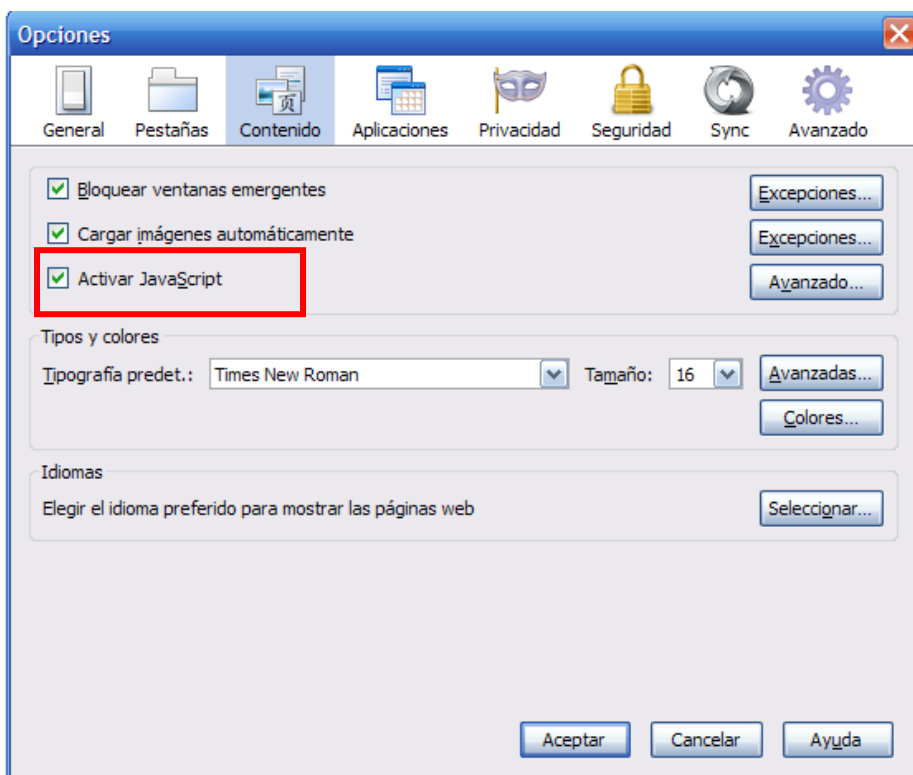 Opciones
General Pestañas Contenido Aplicaciones Privacidad Seguridad Sync Avanzado
Bloquear ventanas emergentes Excepciones...
Cargar imágenes automáticamente Excepciones...
Activar JavaScript Avanzado...
Tipos y colores
Tipografía predet.: Times New Roman Tamaño: 16 Avanzadas...
Colores...
Idiomas
Elegir el idioma preferido para mostrar las páginas web Seleccionar...
Aceptar Cancelar Ayuda